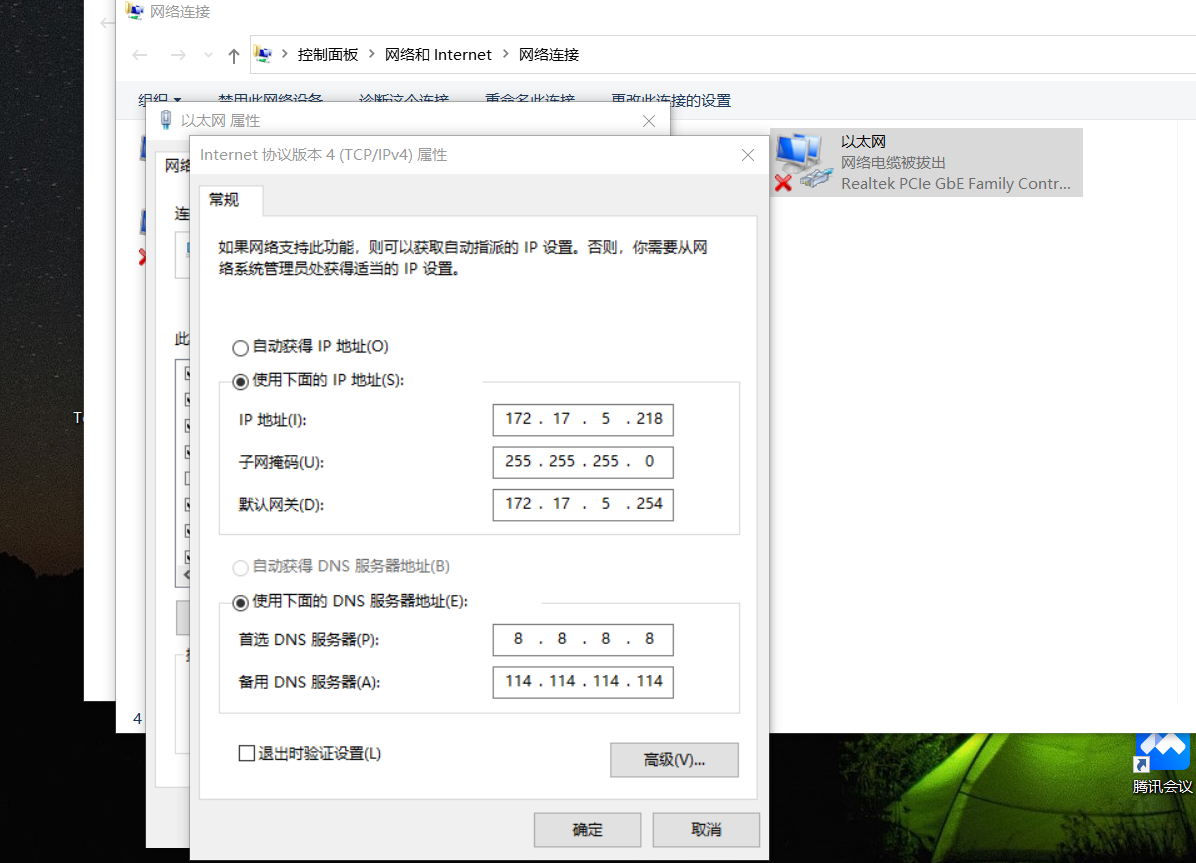 网络连接
控制面板 网络和 Internet 网络连接
组织 禁用此网络设备 诊断这个连接 重命名此连接 更改此连接的设置
以太网 属性
以太网
网络电缆被拔出
Realtek PCIe GbE Family Contr...
网络
Internet 协议版本 4 (TCP/IPv4) 属性
常规
连
如果网络支持此功能，则可以获取自动指派的 IP 设置。否则，你需要从网
络系统管理员处获得适当的 IP 设置。
此
自动获得 IP 地址(O)
使用下面的 IP 地址(S):
IP 地址(I): 172 . 17 . 5 . 218
子网掩码(U): 255 . 255 . 255 . 0
默认网关(D): 172 . 17 . 5 . 254
自动获得 DNS 服务器地址(B)
使用下面的 DNS 服务器地址(E):
首选 DNS 服务器(P): 8 . 8 . 8 . 8
备用 DNS 服务器(A): 114 . 114 . 114 . 114
4
退出时验证设置(L)
高级(V)...
确定 取消
腾讯会议